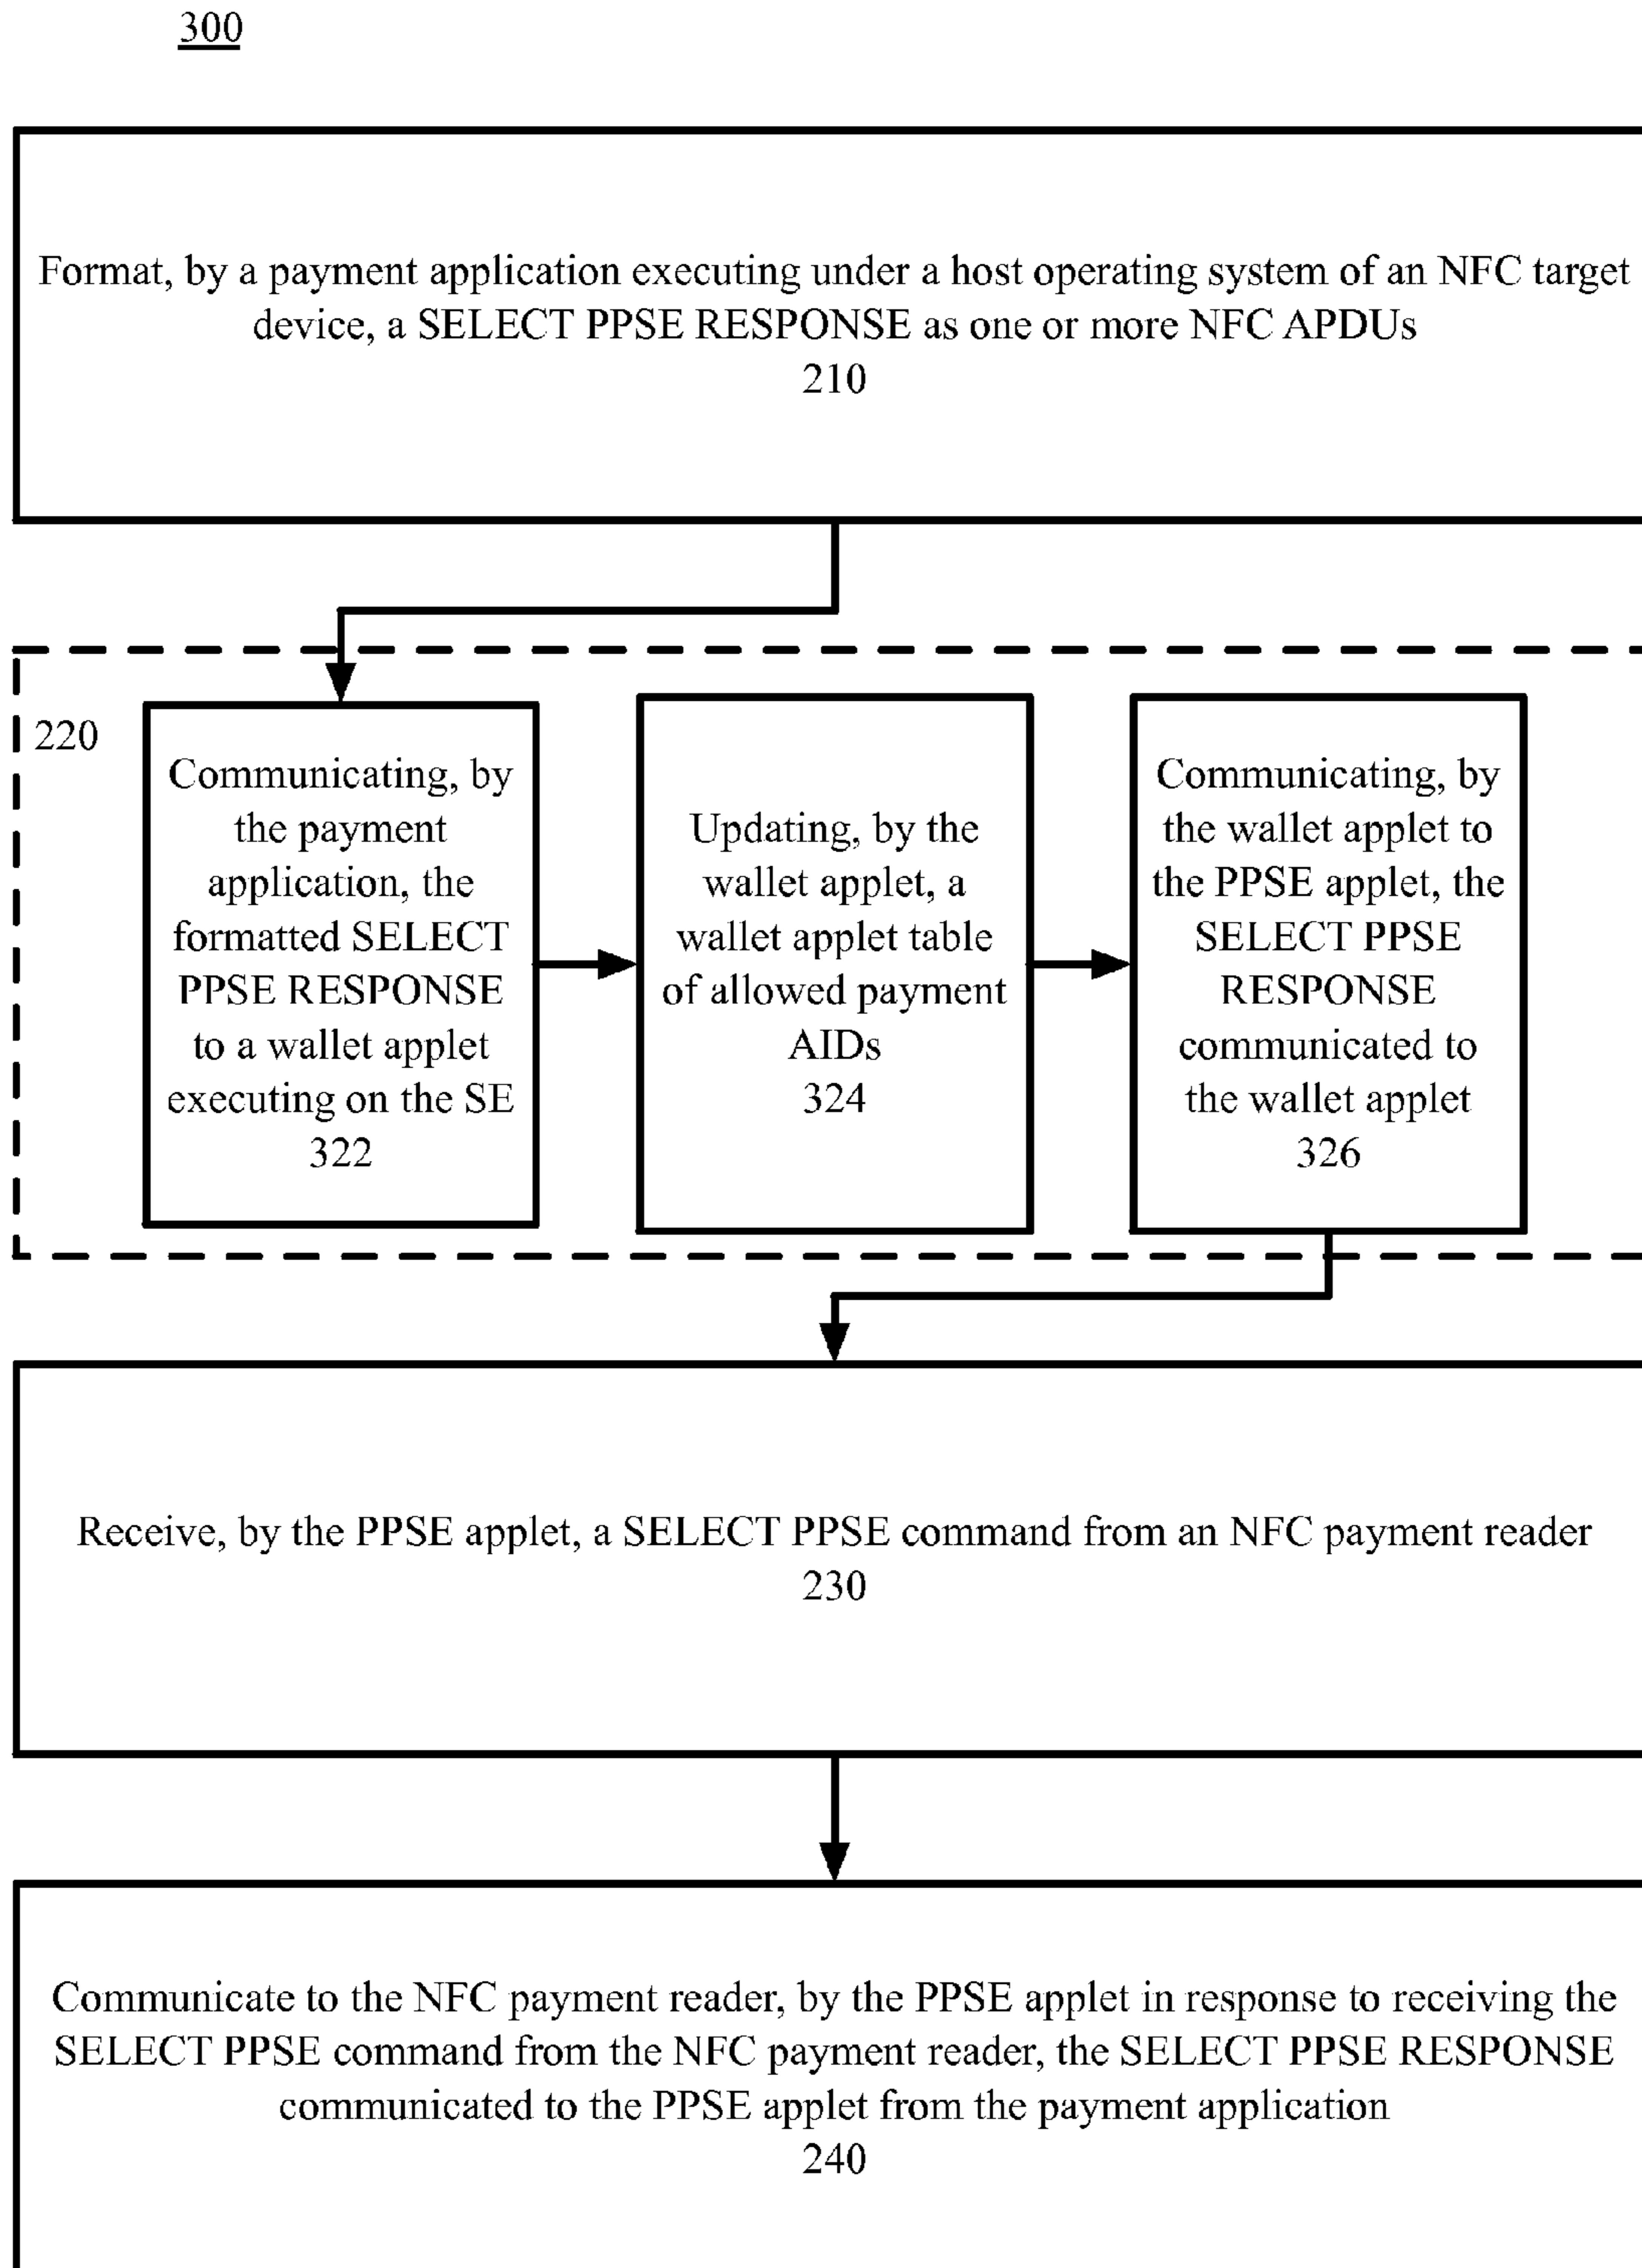 300
Format, by a payment application executing under a host operating system of an NFC target
device, a SELECT PPSE RESPONSE as one or more NFC APDUs
210
220
Communicating, by
the payment
application, the
formatted SELECT
PPSE RESPONSE
to a wallet applet
executing on the SE
322
Updating, by the
wallet applet, a
wallet applet table
of allowed payment
AIDs
324
Communicating, by
the wallet applet to
the PPSE applet, the
SELECT PPSE
RESPONSE
communicated to
the wallet applet
326
Receive, by the PPSE applet, a SELECT PPSE command from an NFC payment reader
230
Communicate to the NFC payment reader, by the PPSE applet in response to receiving the
SELECT PPSE command from the NFC payment reader, the SELECT PPSE RESPONSE
communicated to the PPSE applet from the payment application
240